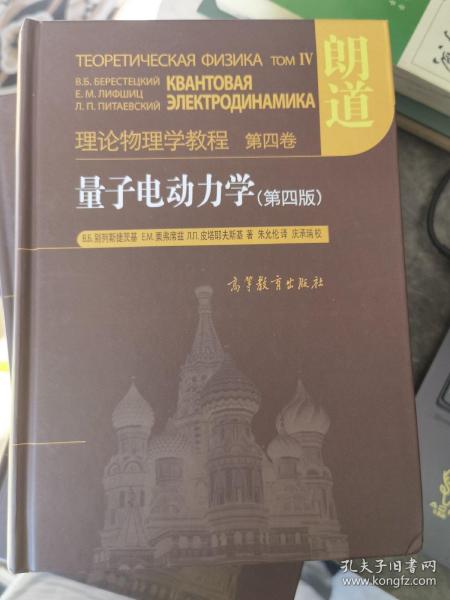 ТЕОРЕТИЧЕСКАЯ ФИЗИКА ТОМ IV
В.Б. БЕРЕСТЕЦКИЙ
Е. М. ЛИФШИЦ
Л. П. ПИТАЕВСКИЙ
КВАНТОВАЯ
ЭЛЕКТРОДИНАМИКА
朗道
理论物理学教程 第四卷
量子电动力学(第四版)
В.Б. 别列斯捷茨基 Е.М. 栗弗席兹 Л.П. 皮塔耶夫斯基 著 朱允伦 译 庆承瑞 校
高等教育出版社
孔夫子旧书网
www.kongfz.com